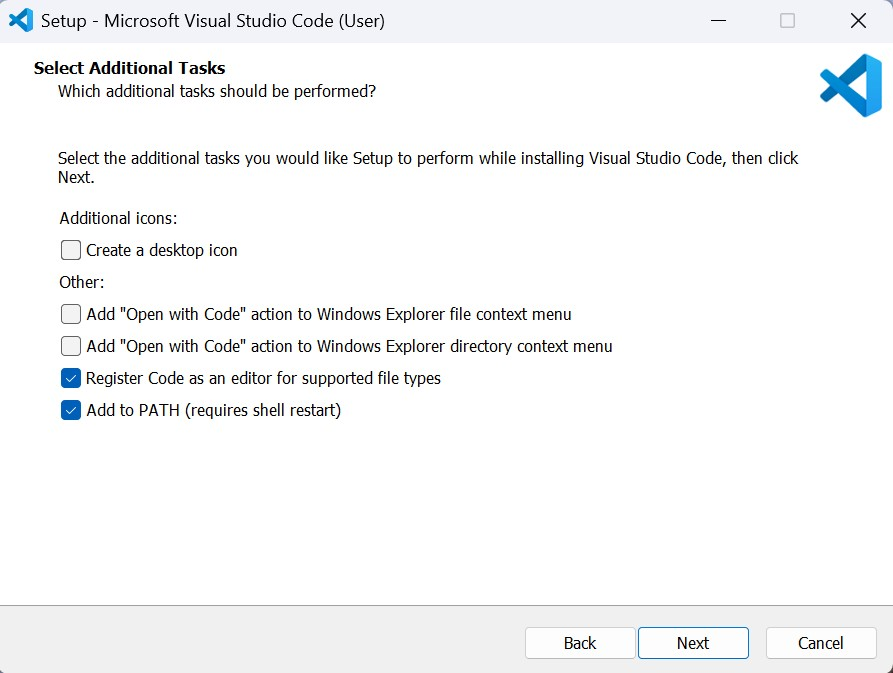 Setup - Microsoft Visual Studio Code (User)
Select Additional Tasks
Which additional tasks should be performed?
Select the additional tasks you would like Setup to perform while installing Visual Studio Code, then click
Next.
Additional icons:
Create a desktop icon
Other:
Add "Open with Code" action to Windows Explorer file context menu
Add "Open with Code" action to Windows Explorer directory context menu
Register Code as an editor for supported file types
Add to PATH (requires shell restart)
Back Next Cancel